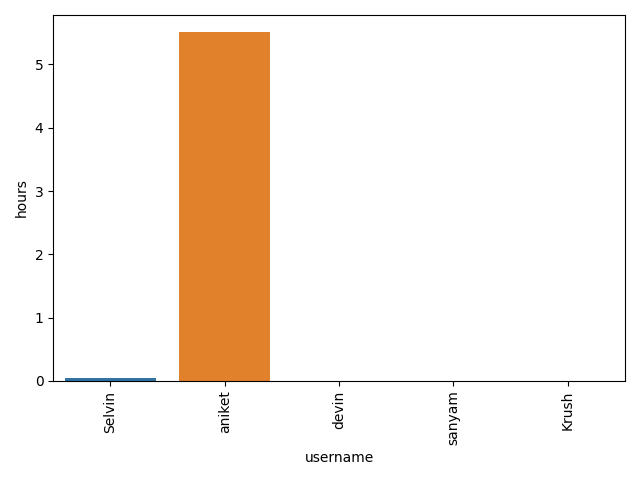 5
4
3
2
1
0
hours
Selvin
aniket
devin
sanyam
Krush
username